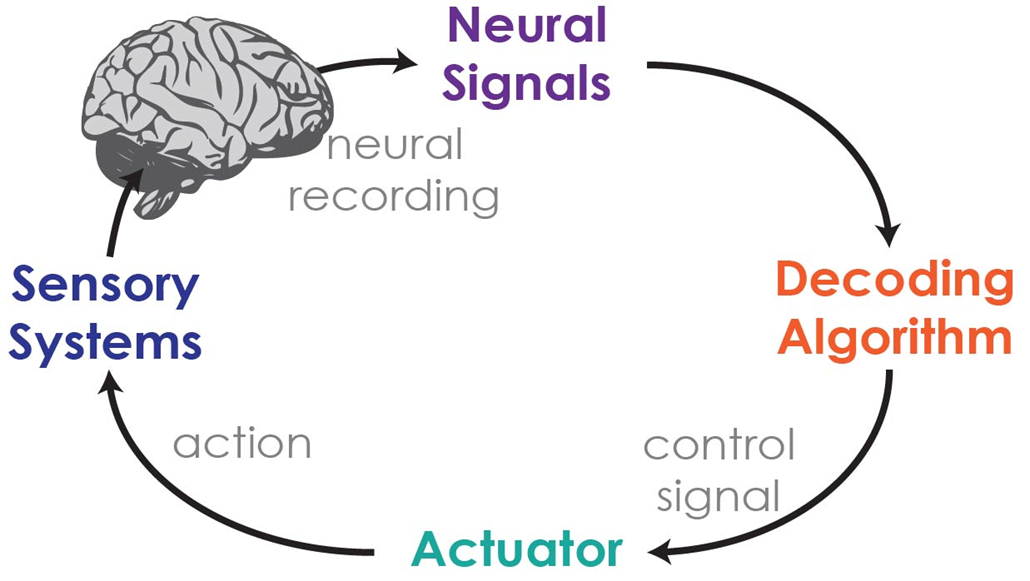 Neural
Signals
neural
recording
Sensory
Systems
Decoding
Algorithm
action
control
signal
Actuator